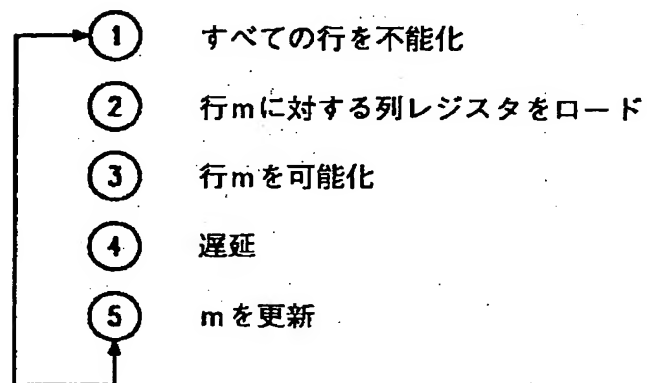 ① すべての行を不能化
② 行mに対する列レジスタをロード
③ 行mを可能化
④ 遅延
⑤ mを更新